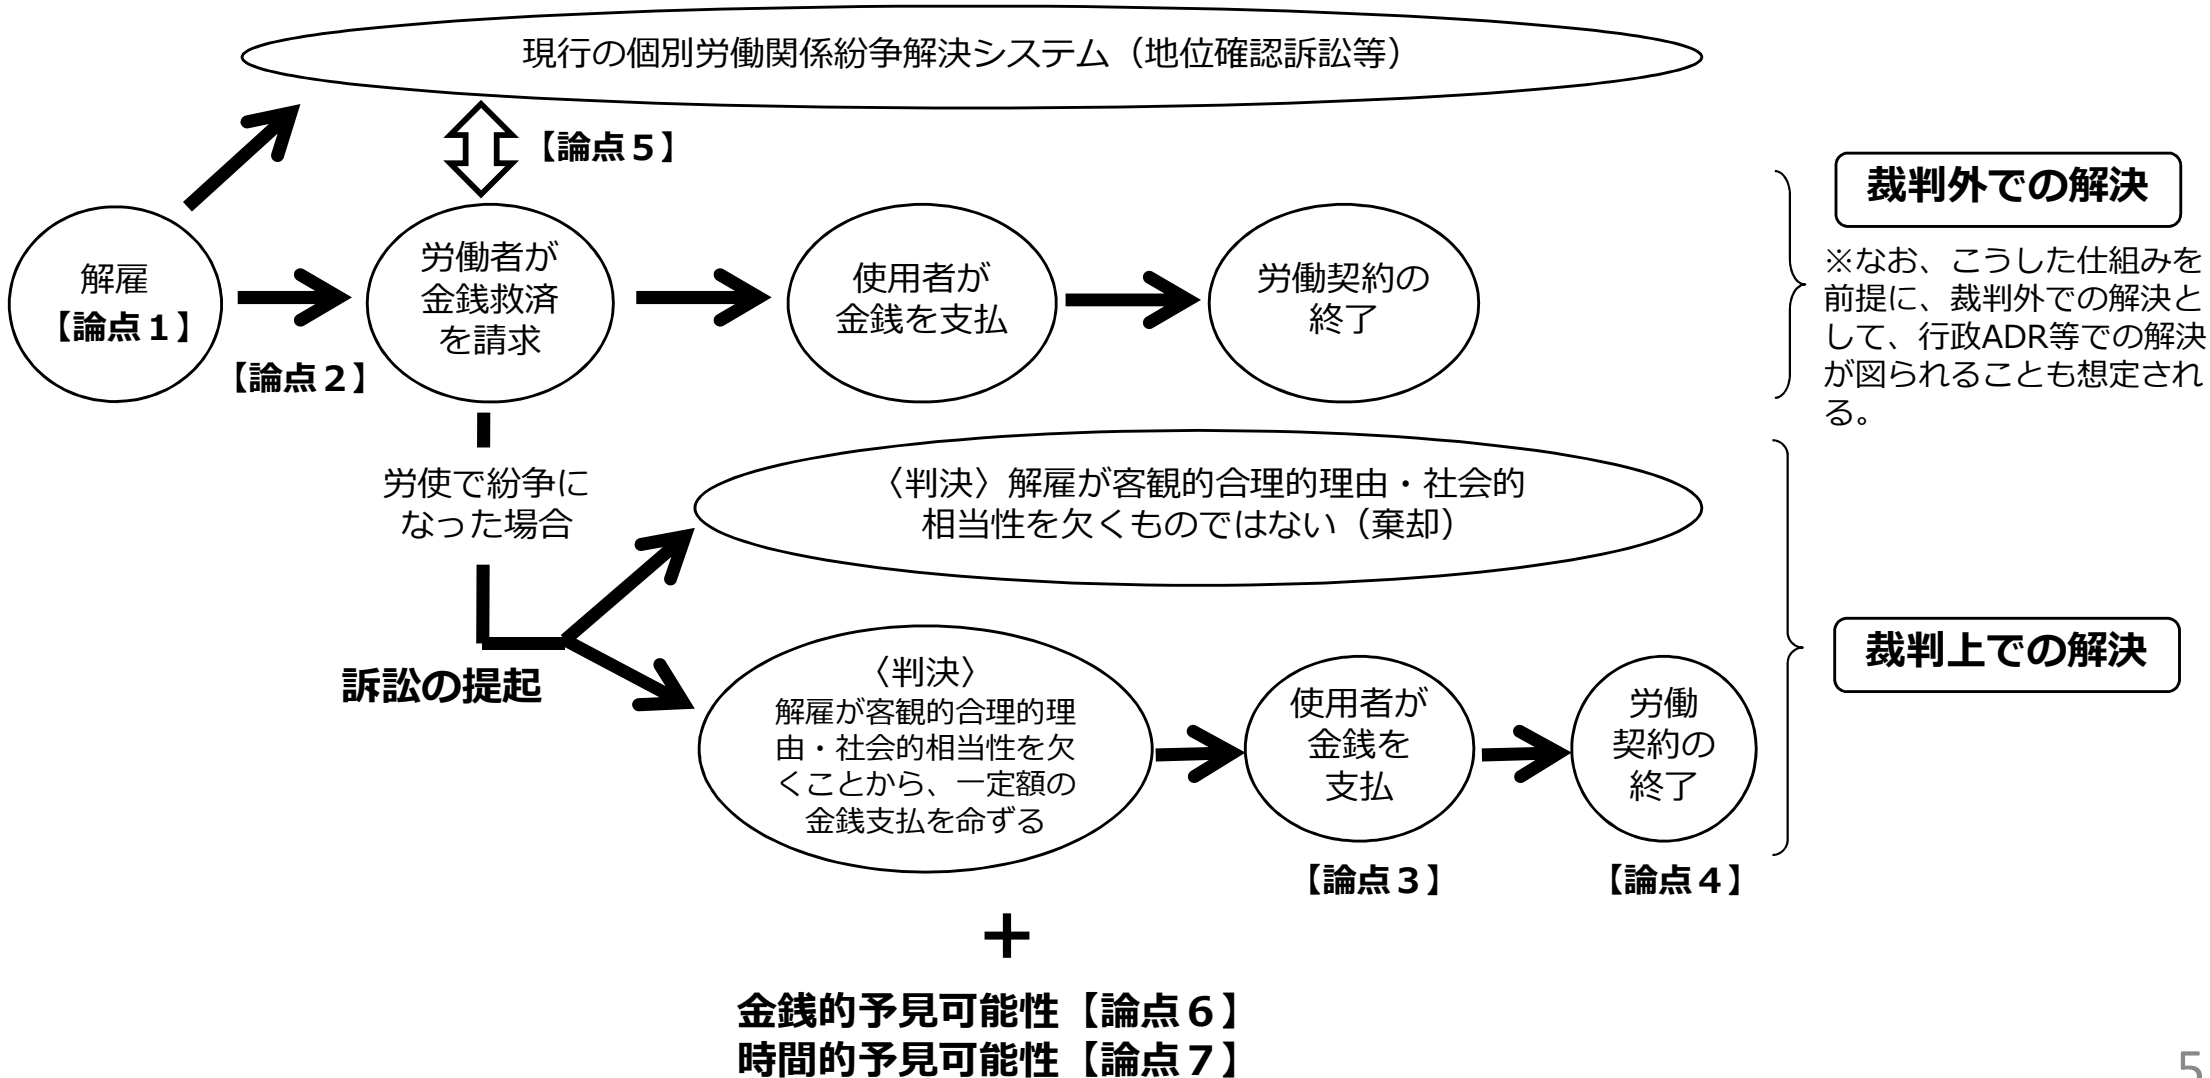 現行の個別労働関係紛争解決システム（地位確認訴訟等）
【論点５】
解雇
【論点１】
【論点２】
労働者が
金銭救済
を請求
使用者が
金銭を支払
労働契約の
終了
裁判外での解決
※なお、こうした仕組みを
前提に、裁判外での解決と
して、行政ADR等での解決
が図られることも想定され
る。
労使で紛争に
なった場合
訴訟の提起
〈判決〉解雇が客観的合理的理由・社会的
相当性を欠くものではない（棄却）
〈判決〉
解雇が客観的合理的理
由・社会的相当性を欠
くことから、一定額の
金銭支払を命ずる
使用者が
金銭を
支払
【論点３】
労働
契約の
終了
【論点４】
裁判上での解決
＋
金銭的予見可能性【論点６】
時間的予見可能性【論点７】
5